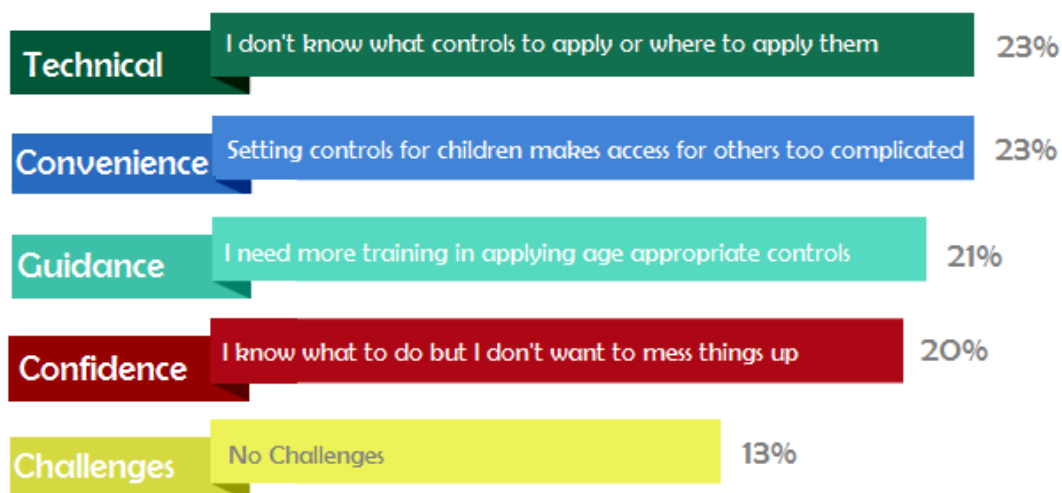 Technical I don't know what controls to apply or where to apply them 23%
Convenience Setting controls for children makes access for others too complicated 23%
Guidance I need more training in applying age appropriate controls 21%
Confidence I know what to do but I don't want to mess things up 20%
Challenges No Challenges 13%